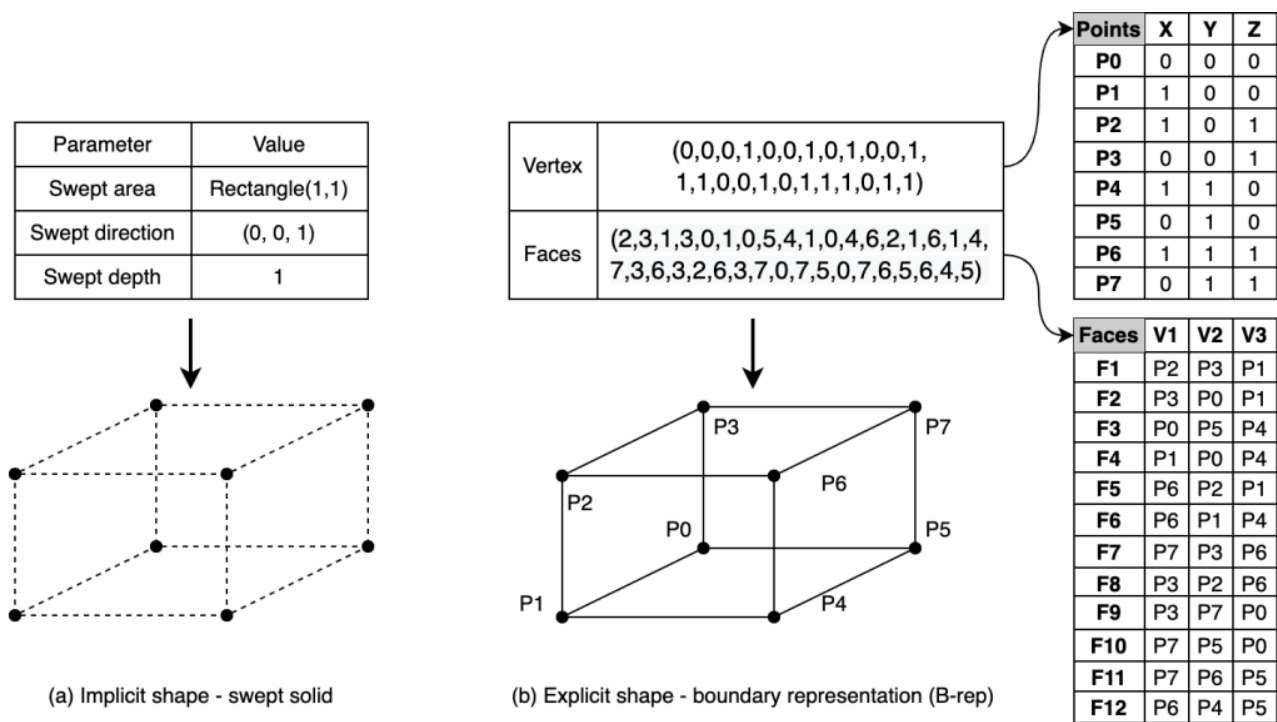 Parameter Value
Swept area Rectangle(1,1)
Swept direction (0, 0, 1)
Swept depth 1
(a) Implicit shape - swept solid
Vertex (0,0,0,1,0,0,1,0,1,0,0,1,
1,1,0,0,1,0,1,1,1,0,1,1)
Faces (2,3,1,3,0,1,0,5,4,1,0,4,6,2,1,6,1,4,
7,3,6,3,2,6,3,7,0,7,5,0,7,6,5,6,4,5)
P3
P7
P2
P6
P0
P5
P1
P4
(b) Explicit shape - boundary representation (B-rep)
Points X Y Z
P0 0 0 0
P1 1 0 0
P2 1 0 1
P3 0 0 1
P4 1 1 0
P5 0 1 0
P6 1 1 1
P7 0 1 1
Faces V1 V2 V3
F1 P2 P3 P1
F2 P3 P0 P1
F3 P0 P5 P4
F4 P1 P0 P4
F5 P6 P2 P1
F6 P6 P1 P4
F7 P7 P3 P6
F8 P3 P2 P6
F9 P3 P7 P0
F10 P7 P5 P0
F11 P7 P6 P5
F12 P6 P4 P5